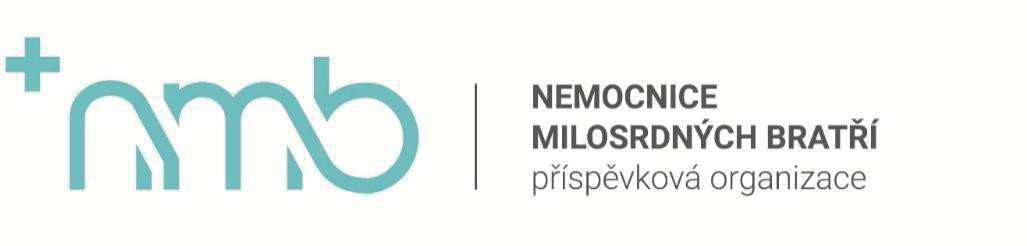 nmb
NEMOCNICE
MILOSRDNÝCH BRATŘÍ
příspěvková organizace